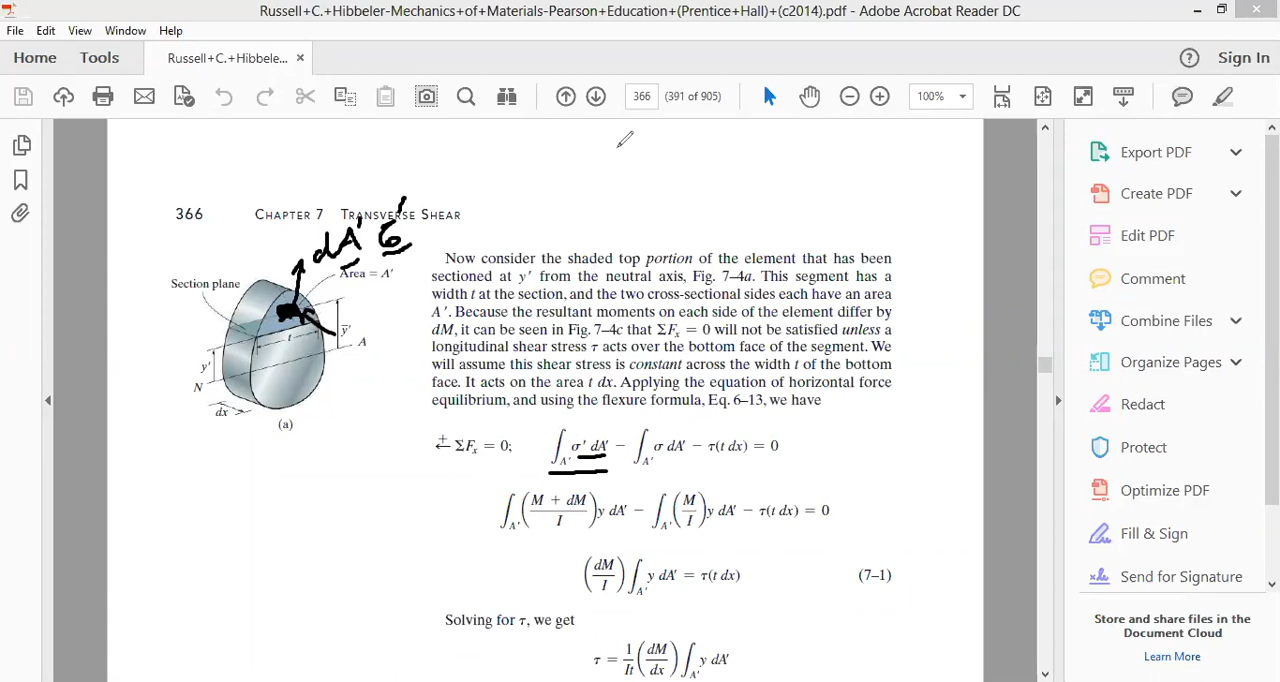 Russell+C.+Hibbeler-Mechanics+of+Materials-Pearson+Education+(Prentice+Hall)+(c2014).pdf - Adobe Acrobat Reader DC
File Edit View Window Help
Home Tools Russell+C.+Hibbele... × Sign In
366 (391 of 905) 100%
366 CHAPTER 7 TRANSVERSE SHEAR
dA' σ'
Area = A'
Section plane
t
ȳ'
A
y'
N
dx
(a)
Now consider the shaded top portion of the element that has been
sectioned at y′ from the neutral axis, Fig. 7–4a. This segment has a
width t at the section, and the two cross-sectional sides each have an area
A′. Because the resultant moments on each side of the element differ by
dM, it can be seen in Fig. 7–4c that ΣFx = 0 will not be satisfied unless a
longitudinal shear stress τ acts over the bottom face of the segment. We
will assume this shear stress is constant across the width t of the bottom
face. It acts on the area t dx. Applying the equation of horizontal force
equilibrium, and using the flexure formula, Eq. 6–13, we have
+← ΣFx = 0; ∫A′ σ′ dA′ − ∫A′ σ dA′ − τ(t dx) = 0
∫A′ ((M + dM)/I) y dA′ − ∫A′ (M/I) y dA′ − τ(t dx) = 0
(dM/I) ∫A′ y dA′ = τ(t dx) (7–1)
Solving for τ, we get
τ = 1/It (dM/dx) ∫A′ y dA′
Export PDF
Create PDF
Edit PDF
Comment
Combine Files
Organize Pages
Redact
Protect
Optimize PDF
Fill & Sign
Send for Signature
Store and share files in the
Document Cloud
Learn More